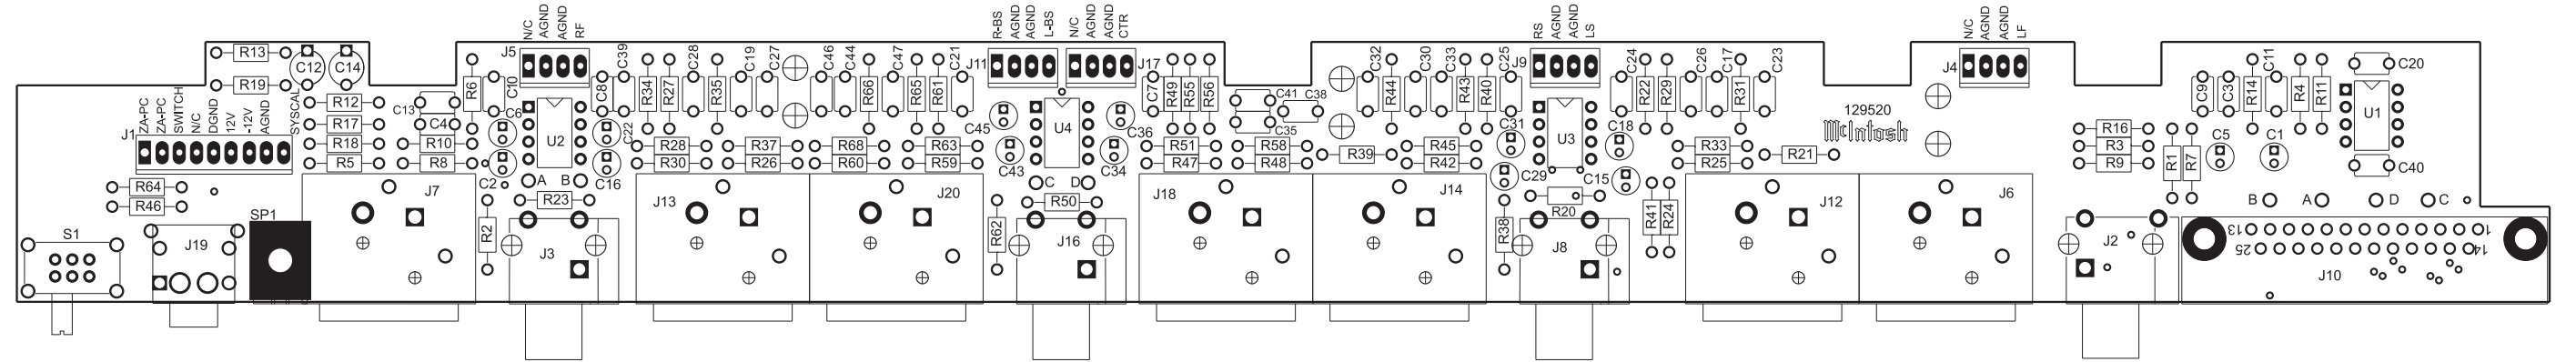 N/C AGND AGND RF
R-BS AGND AGND L-BS
N/C AGND AGND CTR
RS AGND AGND LS
N/C AGND AGND LF
J5
J11
J17
J9
J4
R13
C12 C14
R19
R12
R17
R18
R5
C13
C4
R10
R8
R6
C10
C6
C2
U2
A B
C8
C39
C22
C16
R34
R27
C28
R35
C19
C27
C46
C44
R66
C47
R65
R61
C21
R28
R30
R37
R26
R68
R60
R63
R59
C45
C43
U4
C D
C36
C34
C7
R49
R55
R56
C41
C38
C35
R51
R47
R58
R48
C32
R44
C30
C33
R43
R40
C25
R39
R45
R42
C31
C29
U3
C18
C15
C24
R22
R29
C26
C17
R31
C23
R33
R25
R21
129520
McIntosh
R16
R3
R9
R1
R7
C5
C1
C9
C3
R14
C11
R4
R11
U1
C20
C40
J1
ZA-PC
ZA-PC
SWITCH
N/C
DGND
12V
-12V
AGND
SYSCAL
R64
R46
SP1
S1
J19
J7
R2
R23
J3
J13
J20
R62
R50
J16
J18
J14
R38
R20
J8
R41
R24
J12
J6
J2
B A D C
13 1
25 14
J10